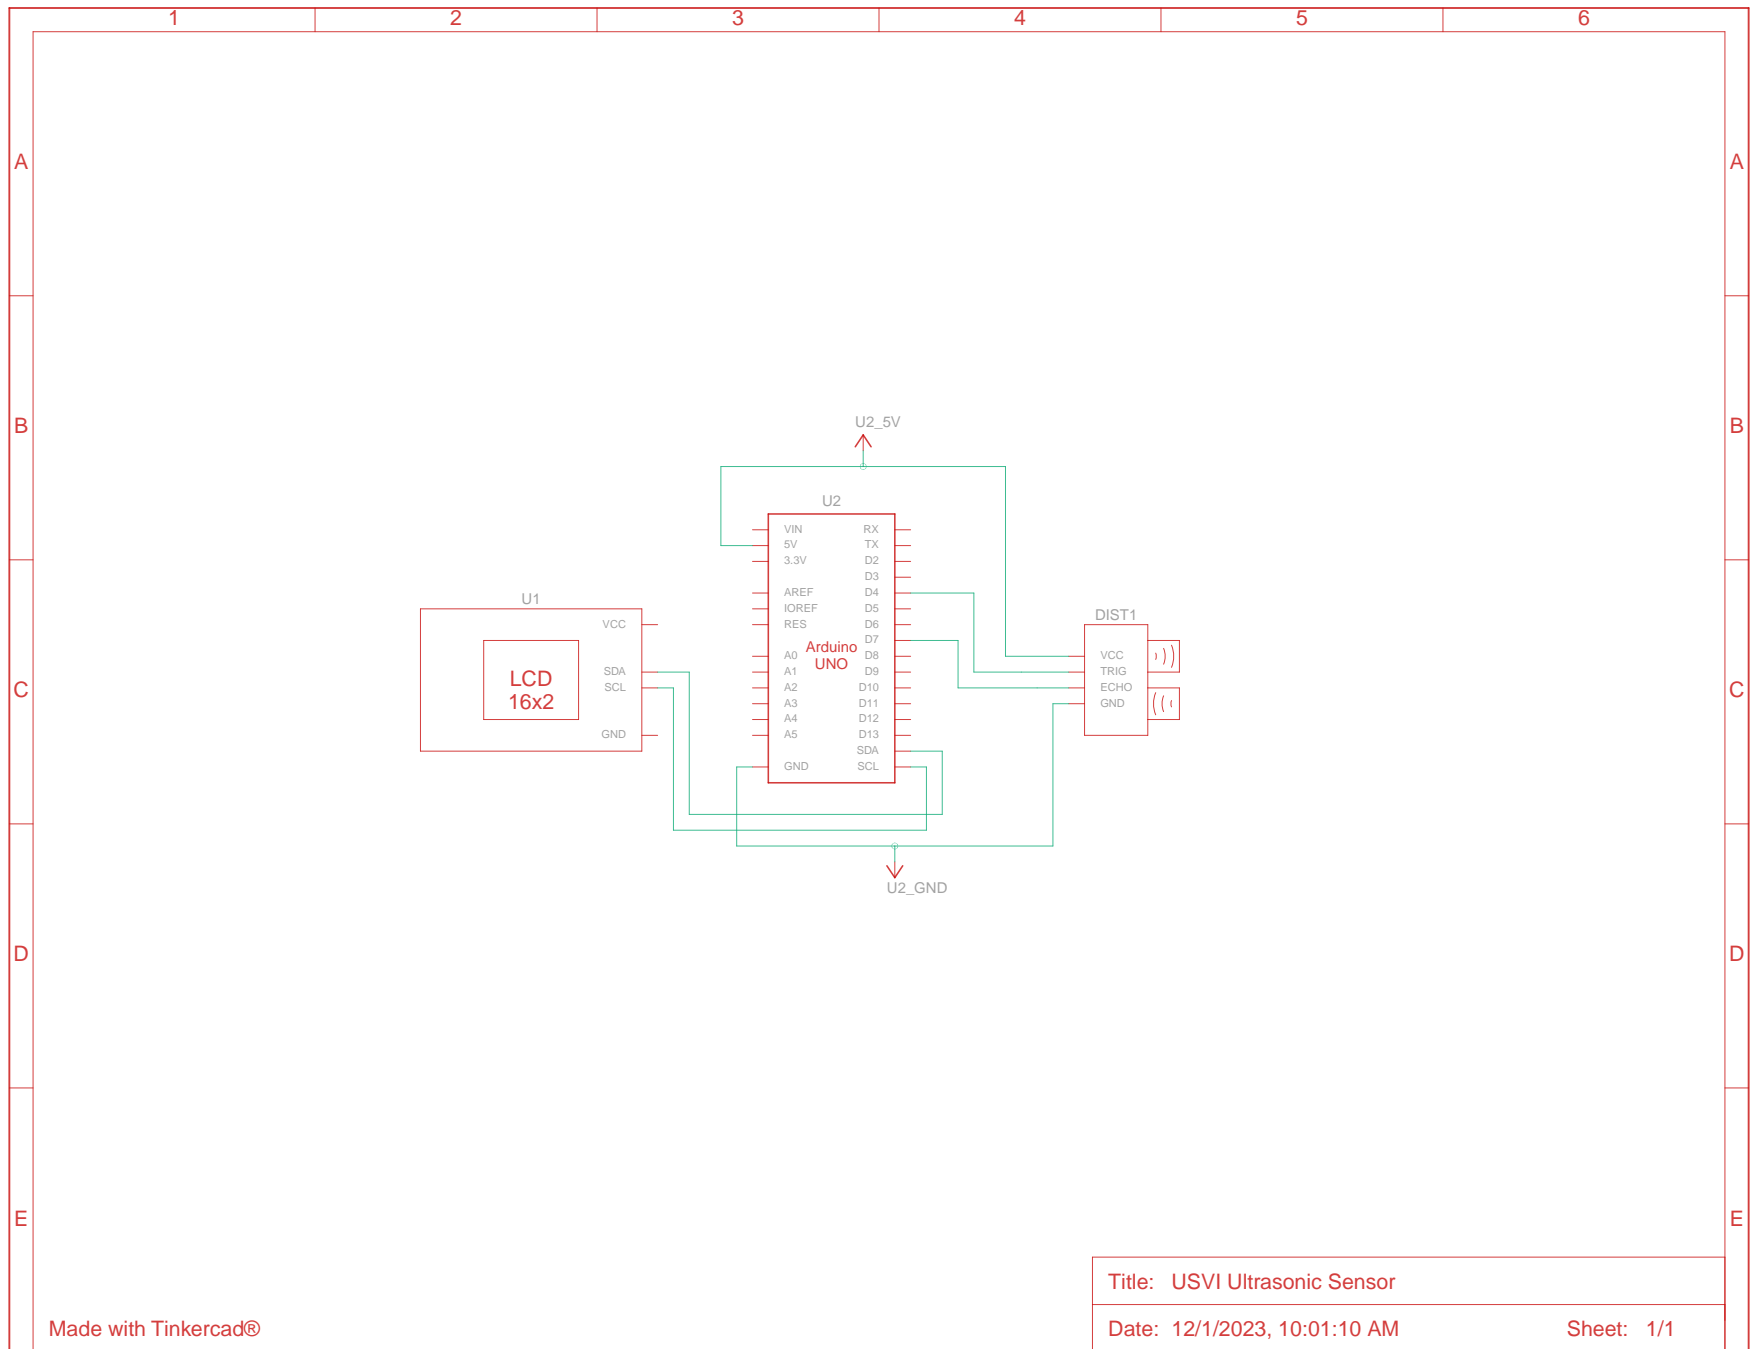 1 2 3 4 5 6
A A
B B
U2_5V
U2
VIN RX
5V TX
3.3V D2
D3
AREF D4
IOREF D5
RES D6
D7
A0 D8
A1 D9
A2 D10
A3 D11
A4 D12
A5 D13
SDA
GND SCL
Arduino
UNO
U1
VCC
SDA
SCL
GND
LCD
16x2
DIST1
VCC
TRIG
ECHO
GND
C C
U2_GND
D D
E E
Title: USVI Ultrasonic Sensor
Made with Tinkercad®
Date: 12/1/2023, 10:01:10 AM Sheet: 1/1